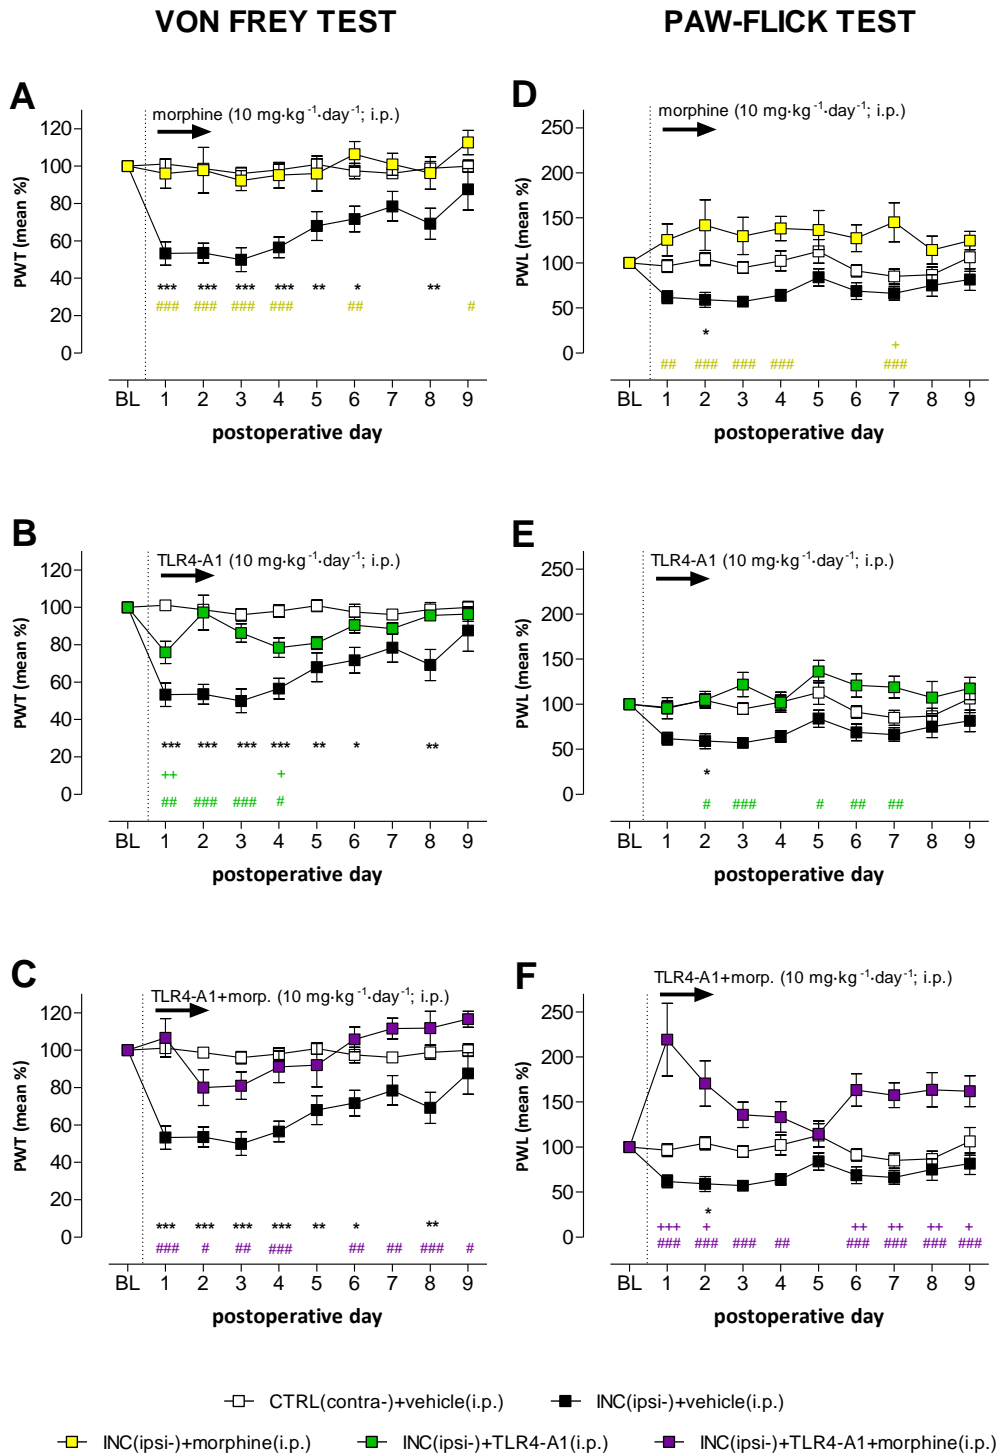 VON FREY TEST
PAW-FLICK TEST
A
morphine (10 mg·kg⁻¹·day⁻¹; i.p.)
PWT (mean %)
120
100
80
60
40
20
0
*** *** *** *** ** * **
### ### ### ### ## #
BL 1 2 3 4 5 6 7 8 9
postoperative day
D
morphine (10 mg·kg⁻¹·day⁻¹; i.p.)
PWL (mean %)
250
200
150
100
50
0
*
+
## ### ### ### ###
BL 1 2 3 4 5 6 7 8 9
postoperative day
B
TLR4-A1 (10 mg·kg⁻¹·day⁻¹; i.p.)
PWT (mean %)
120
100
80
60
40
20
0
*** *** *** *** ** * **
++ +
## ### ### #
BL 1 2 3 4 5 6 7 8 9
postoperative day
E
TLR4-A1 (10 mg·kg⁻¹·day⁻¹; i.p.)
PWL (mean %)
250
200
150
100
50
0
*
# ### # ## ##
BL 1 2 3 4 5 6 7 8 9
postoperative day
C
TLR4-A1+morp. (10 mg·kg⁻¹·day⁻¹; i.p.)
PWT (mean %)
120
100
80
60
40
20
0
*** *** *** *** ** * **
### # ## ### ## ## ### #
BL 1 2 3 4 5 6 7 8 9
postoperative day
F
TLR4-A1+morp. (10 mg·kg⁻¹·day⁻¹; i.p.)
PWL (mean %)
250
200
150
100
50
0
*
+++ + ++ ++ ++ +
### ### ### ## ### ### ### ###
BL 1 2 3 4 5 6 7 8 9
postoperative day
CTRL(contra-)+vehicle(i.p.) INC(ipsi-)+vehicle(i.p.)
INC(ipsi-)+morphine(i.p.) INC(ipsi-)+TLR4-A1(i.p.) INC(ipsi-)+TLR4-A1+morphine(i.p.)